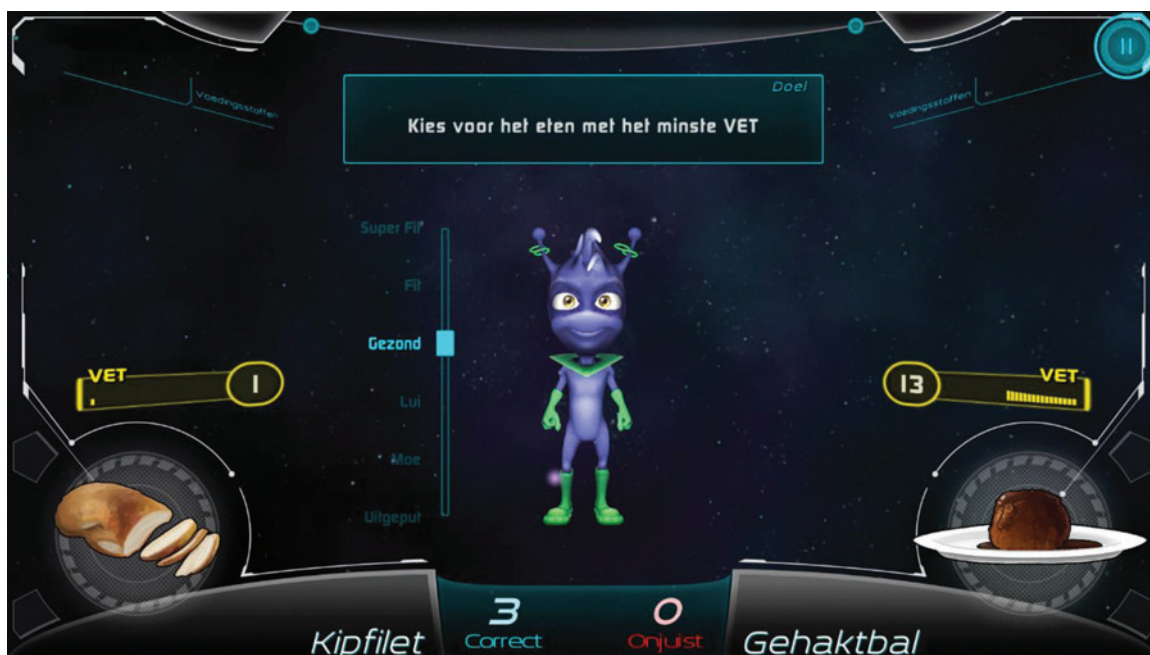 Doel
Kies voor het eten met het minste VET
Voedingsstoffen
Voedingsstoffen
Super Fit
Fit
Gezond
Lui
Moe
Uitgeput
VET
1
13
VET
Kipfilet
3
Correct
0
Onjuist
Gehaktbal